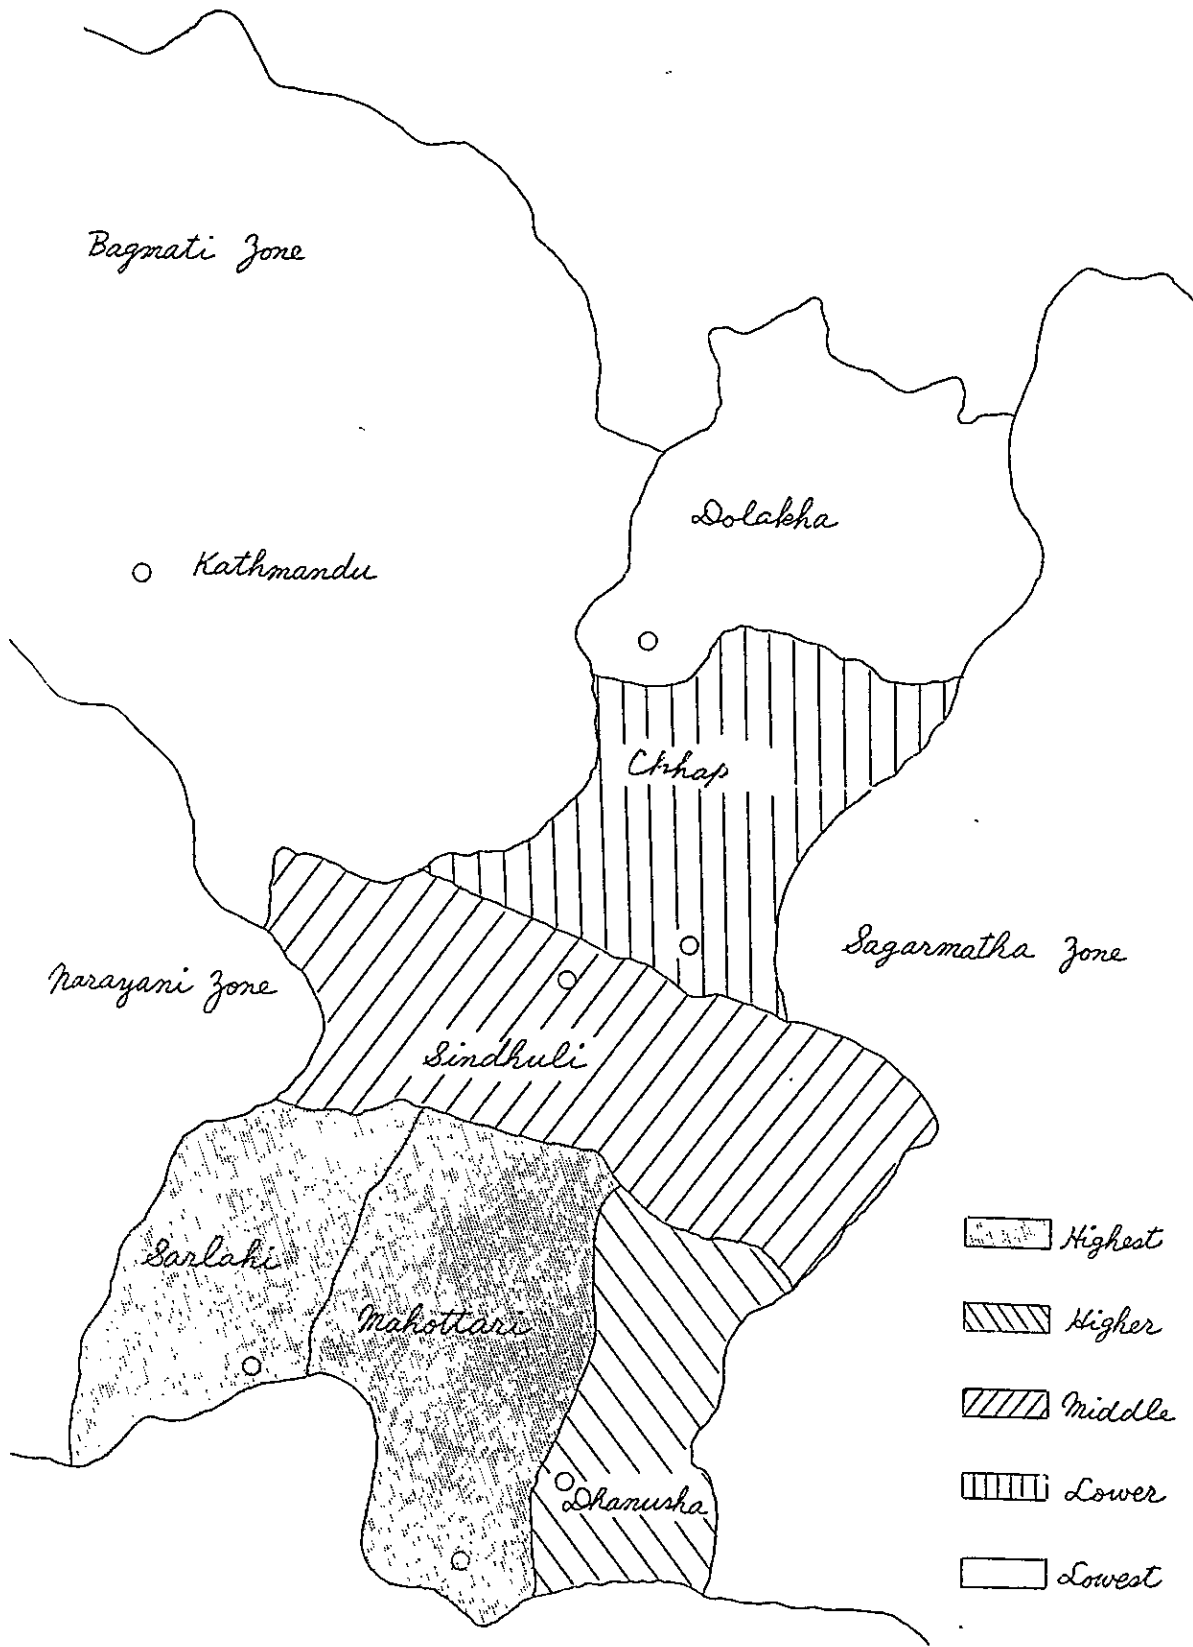 Bagmati Zone
Dolakha
Kathmandu
Chhap
Sagarmatha Zone
Narayani Zone
Sindhuli
Highest
Sarlahi
Mahottari
Higher
Middle
Lower
Dhanusha
Lowest